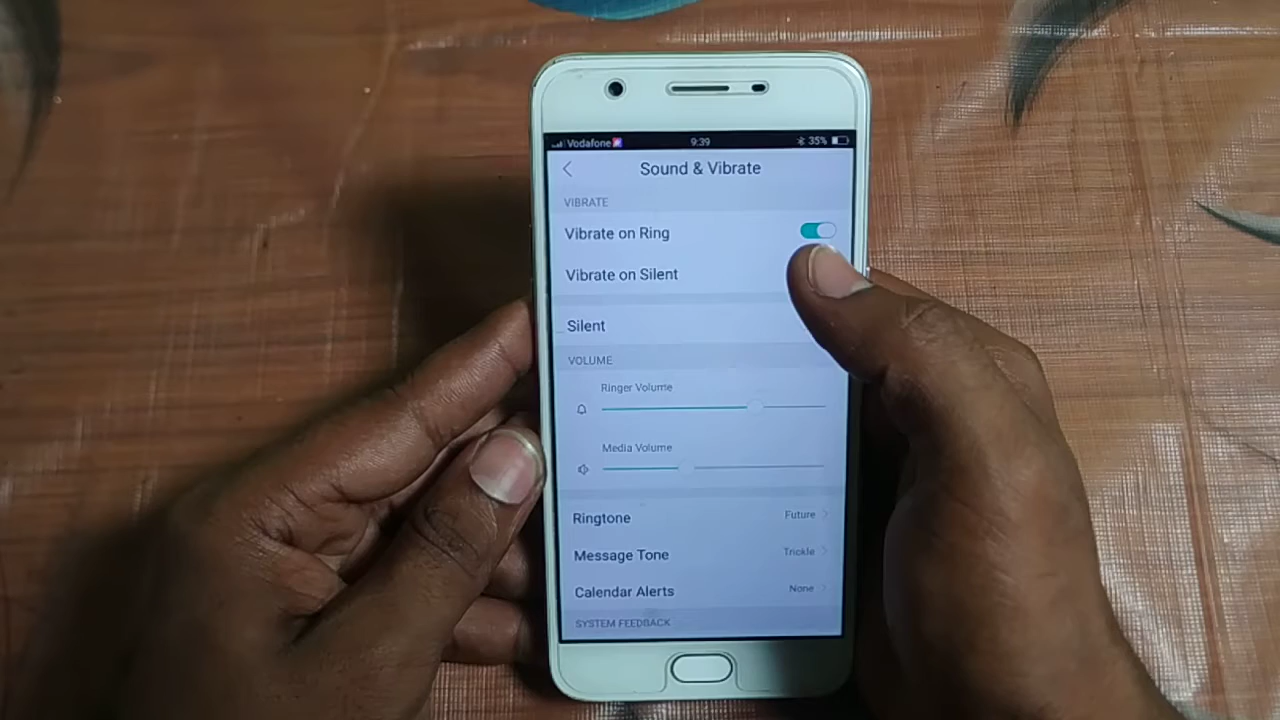 Vodafone 9:39 35%
Sound & Vibrate
VIBRATE
Vibrate on Ring
Vibrate on Silent
Silent
VOLUME
Ringer Volume
Media Volume
Ringtone Future
Message Tone Trickle
Calendar Alerts None
SYSTEM FEEDBACK